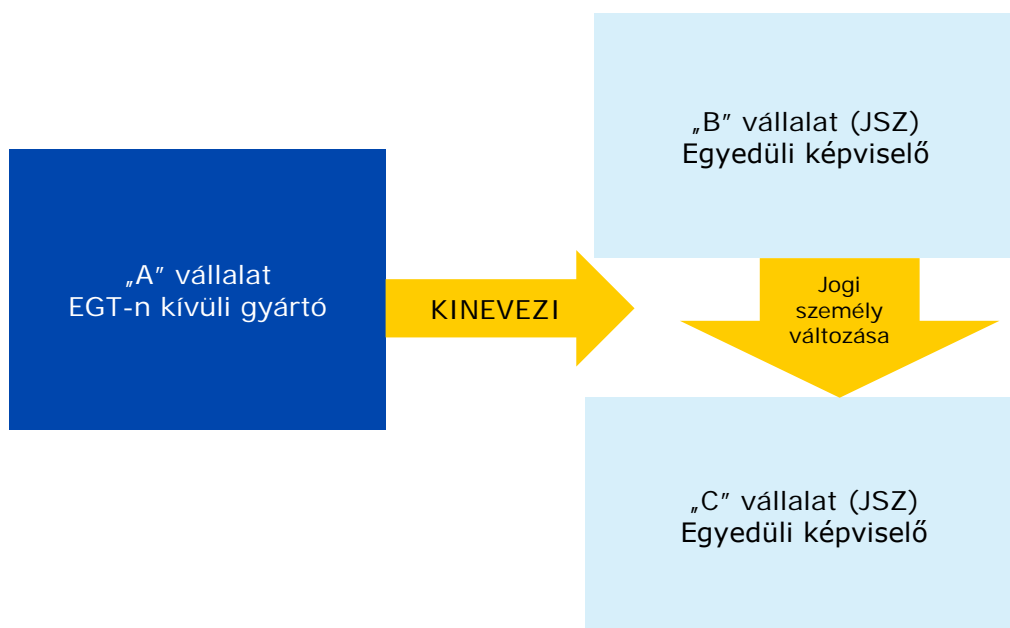 „A” vállalat
EGT-n kívüli gyártó
KINEVEZI
„B” vállalat (JSZ)
Egyedüli képviselő
Jogi
személy
változása
„C” vállalat (JSZ)
Egyedüli képviselő